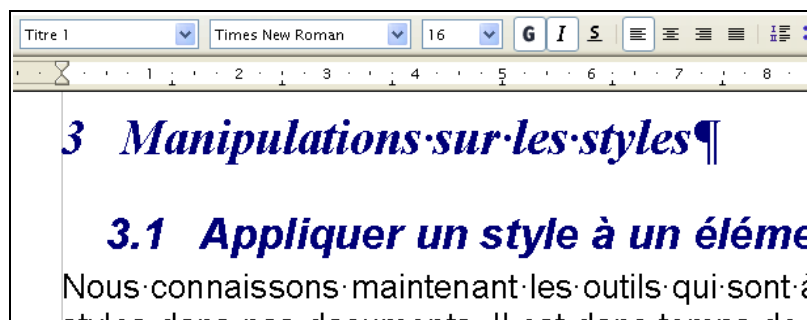 Titre 1 Times New Roman 16 G I S
1 2 3 4 5 6 7 8
3 Manipulations·sur·les·styles¶
3.1 Appliquer un style à un
Nous·connaissons·maintenant·les·outils·qui·sont·à